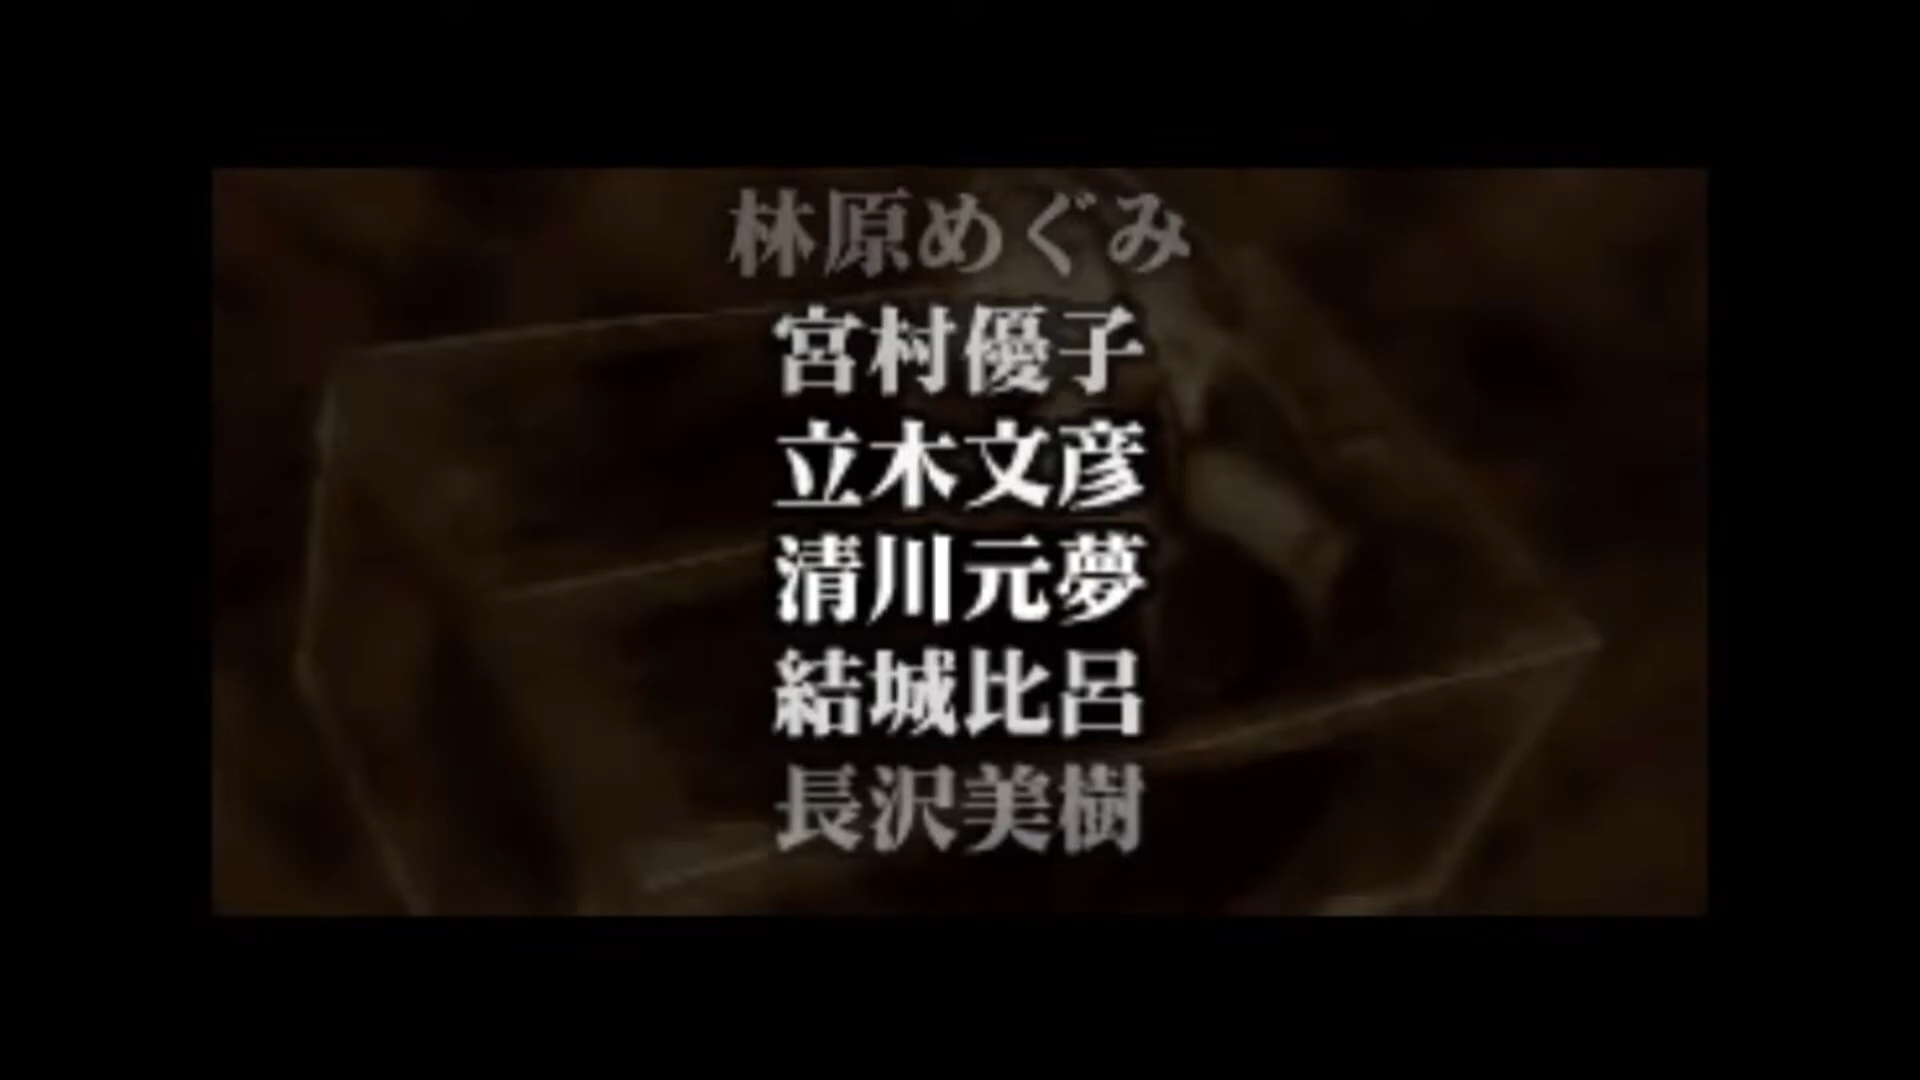 林原めぐみ
宮村優子
立木文彦
清川元夢
結城比呂
長沢美樹